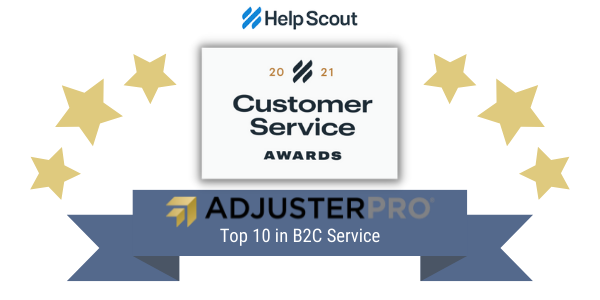 Help Scout
20 21
Customer
Service
AWARDS
ADJUSTERPRO®
Top 10 in B2C Service